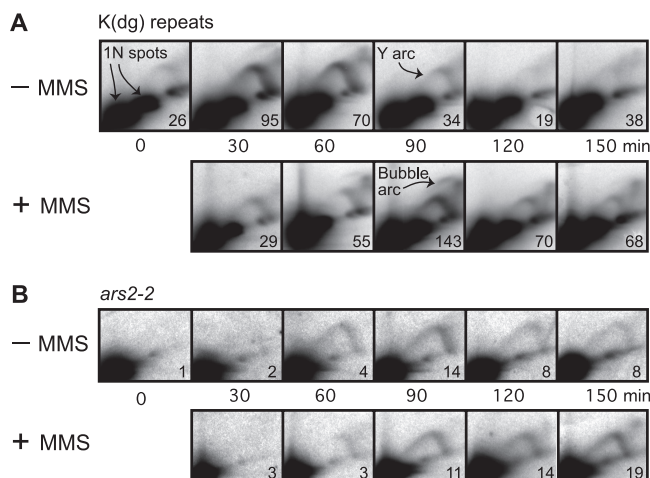 A
K(dg) repeats
− MMS
1N spots
Y arc
26 95 70 34 19 38
0 30 60 90 120 150 min
+ MMS
Bubble
arc
29 55 143 70 68
B
ars2-2
− MMS
1 2 4 14 8 8
0 30 60 90 120 150 min
+ MMS
3 3 11 14 19